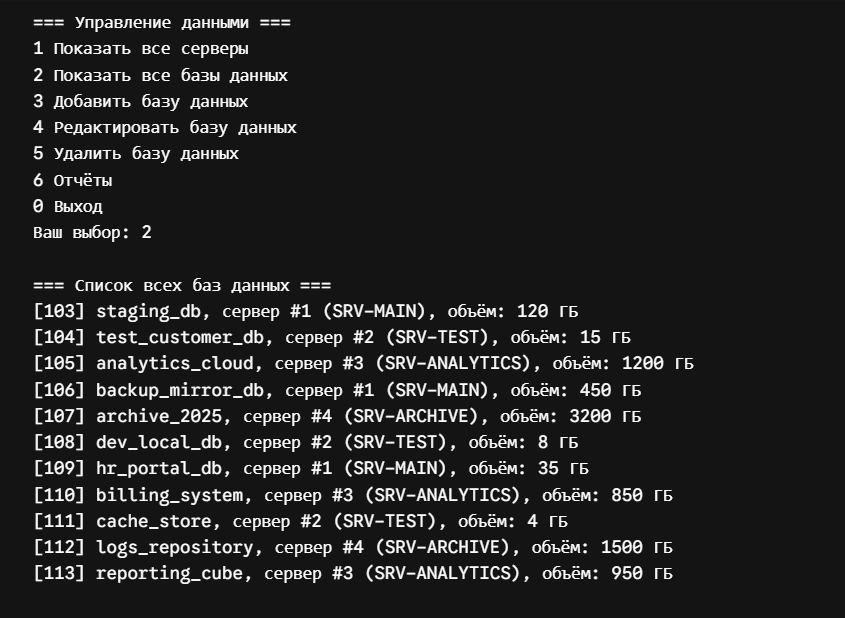 === Управление данными ===
1 Показать все серверы
2 Показать все базы данных
3 Добавить базу данных
4 Редактировать базу данных
5 Удалить базу данных
6 Отчёты
0 Выход
Ваш выбор: 2
=== Список всех баз данных ===
[103] staging_db, сервер #1 (SRV-MAIN), объём: 120 ГБ
[104] test_customer_db, сервер #2 (SRV-TEST), объём: 15 ГБ
[105] analytics_cloud, сервер #3 (SRV-ANALYTICS), объём: 1200 ГБ
[106] backup_mirror_db, сервер #1 (SRV-MAIN), объём: 450 ГБ
[107] archive_2025, сервер #4 (SRV-ARCHIVE), объём: 3200 ГБ
[108] dev_local_db, сервер #2 (SRV-TEST), объём: 8 ГБ
[109] hr_portal_db, сервер #1 (SRV-MAIN), объём: 35 ГБ
[110] billing_system, сервер #3 (SRV-ANALYTICS), объём: 850 ГБ
[111] cache_store, сервер #2 (SRV-TEST), объём: 4 ГБ
[112] logs_repository, сервер #4 (SRV-ARCHIVE), объём: 1500 ГБ
[113] reporting_cube, сервер #3 (SRV-ANALYTICS), объём: 950 ГБ